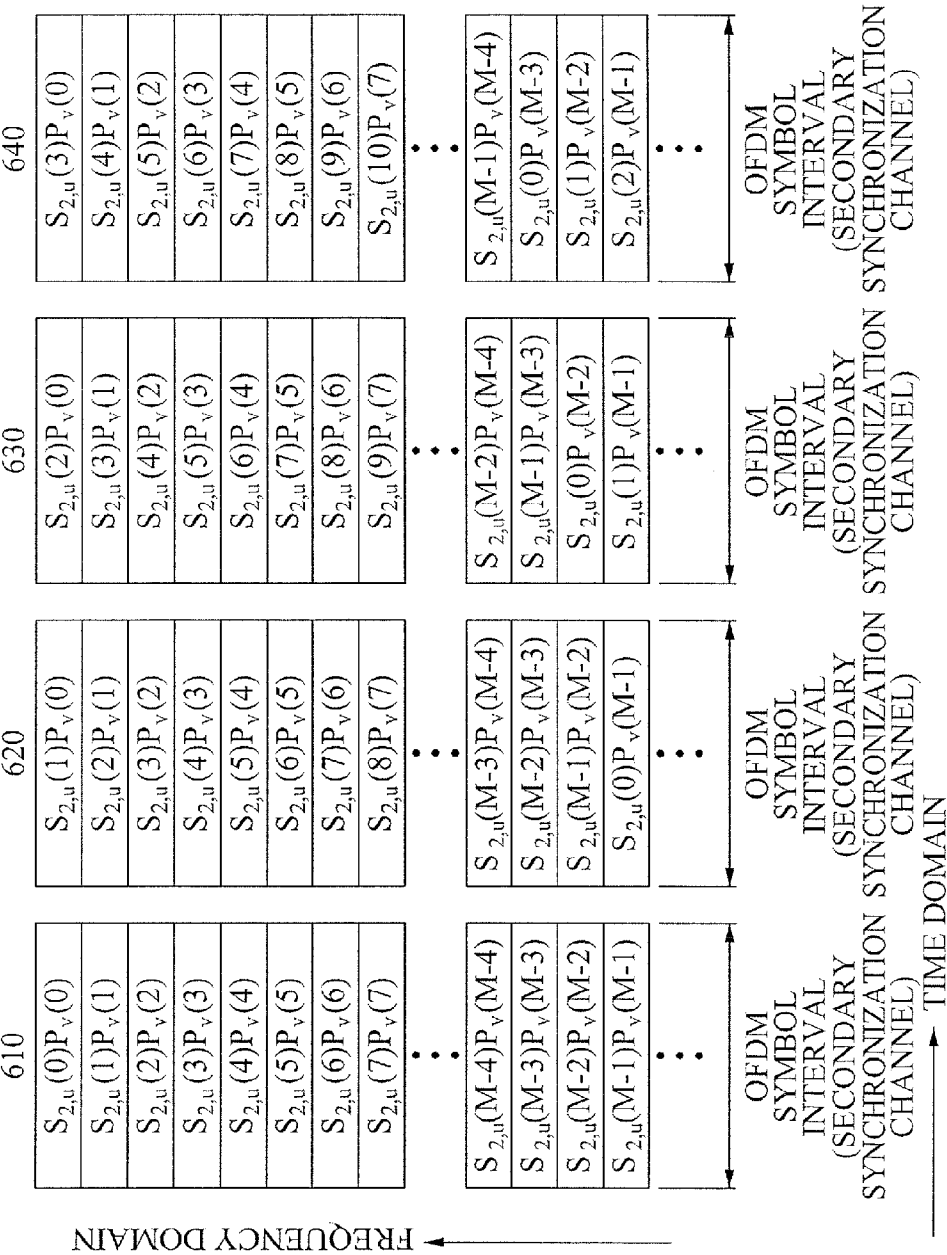 FREQUENCY DOMAIN
610
S2,u(0)Pv(0)
S2,u(1)Pv(1)
S2,u(2)Pv(2)
S2,u(3)Pv(3)
S2,u(4)Pv(4)
S2,u(5)Pv(5)
S2,u(6)Pv(6)
S2,u(7)Pv(7)
S2,u(M-4)Pv(M-4)
S2,u(M-3)Pv(M-3)
S2,u(M-2)Pv(M-2)
S2,u(M-1)Pv(M-1)
OFDM
SYMBOL
INTERVAL
(SECONDARY
SYNCHRONIZATION
CHANNEL)
620
S2,u(1)Pv(0)
S2,u(2)Pv(1)
S2,u(3)Pv(2)
S2,u(4)Pv(3)
S2,u(5)Pv(4)
S2,u(6)Pv(5)
S2,u(7)Pv(6)
S2,u(8)Pv(7)
S2,u(M-3)Pv(M-4)
S2,u(M-2)Pv(M-3)
S2,u(M-1)Pv(M-2)
S2,u(0)Pv(M-1)
OFDM
SYMBOL
INTERVAL
(SECONDARY
SYNCHRONIZATION
CHANNEL)
630
S2,u(2)Pv(0)
S2,u(3)Pv(1)
S2,u(4)Pv(2)
S2,u(5)Pv(3)
S2,u(6)Pv(4)
S2,u(7)Pv(5)
S2,u(8)Pv(6)
S2,u(9)Pv(7)
S2,u(M-2)Pv(M-4)
S2,u(M-1)Pv(M-3)
S2,u(0)Pv(M-2)
S2,u(1)Pv(M-1)
OFDM
SYMBOL
INTERVAL
(SECONDARY
SYNCHRONIZATION
CHANNEL)
640
S2,u(3)Pv(0)
S2,u(4)Pv(1)
S2,u(5)Pv(2)
S2,u(6)Pv(3)
S2,u(7)Pv(4)
S2,u(8)Pv(5)
S2,u(9)Pv(6)
S2,u(10)Pv(7)
S2,u(M-1)Pv(M-4)
S2,u(0)Pv(M-3)
S2,u(1)Pv(M-2)
S2,u(2)Pv(M-1)
OFDM
SYMBOL
INTERVAL
(SECONDARY
SYNCHRONIZATION
CHANNEL)
TIME DOMAIN